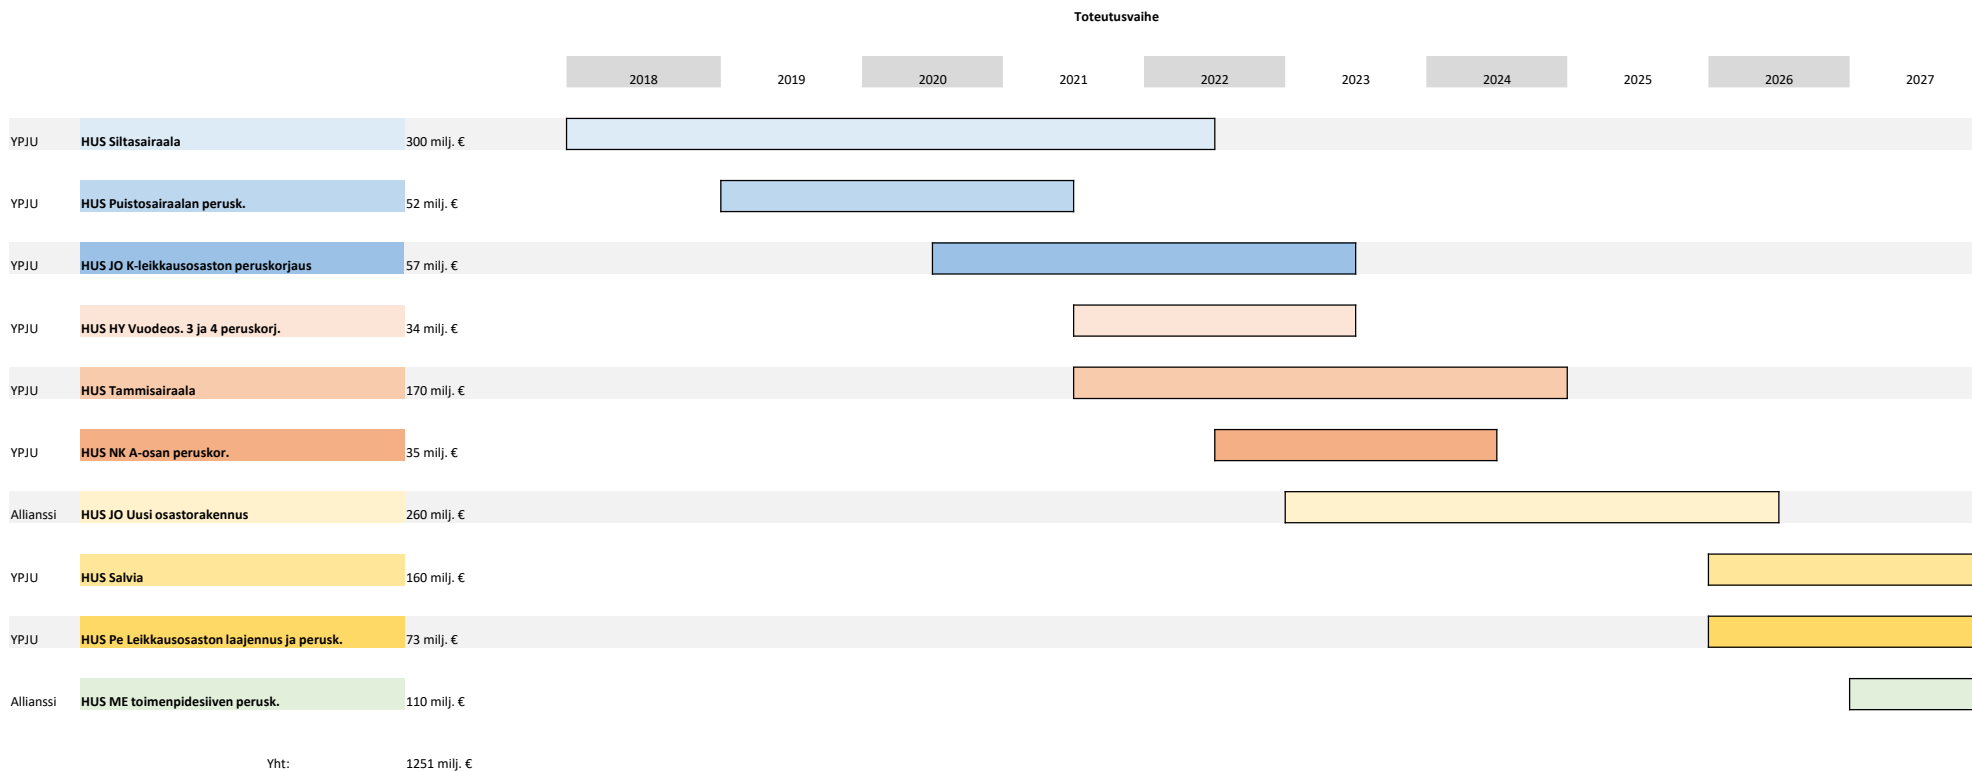 Toteutusvaihe
2018 2019 2020 2021 2022 2023 2024 2025 2026 2027
YPJU HUS Siltasairaala 300 milj. €
YPJU HUS Puistosairaalan perusk. 52 milj. €
YPJU HUS JO K-leikkausosaston peruskorjaus 57 milj. €
YPJU HUS HY Vuodeos. 3 ja 4 peruskorj. 34 milj. €
YPJU HUS Tammisairaala 170 milj. €
YPJU HUS NK A-osan peruskor. 35 milj. €
Allianssi HUS JO Uusi osastorakennus 260 milj. €
YPJU HUS Salvia 160 milj. €
YPJU HUS Pe Leikkausosaston laajennus ja perusk. 73 milj. €
Allianssi HUS ME toimenpidesiiven perusk. 110 milj. €
Yht: 1251 milj. €